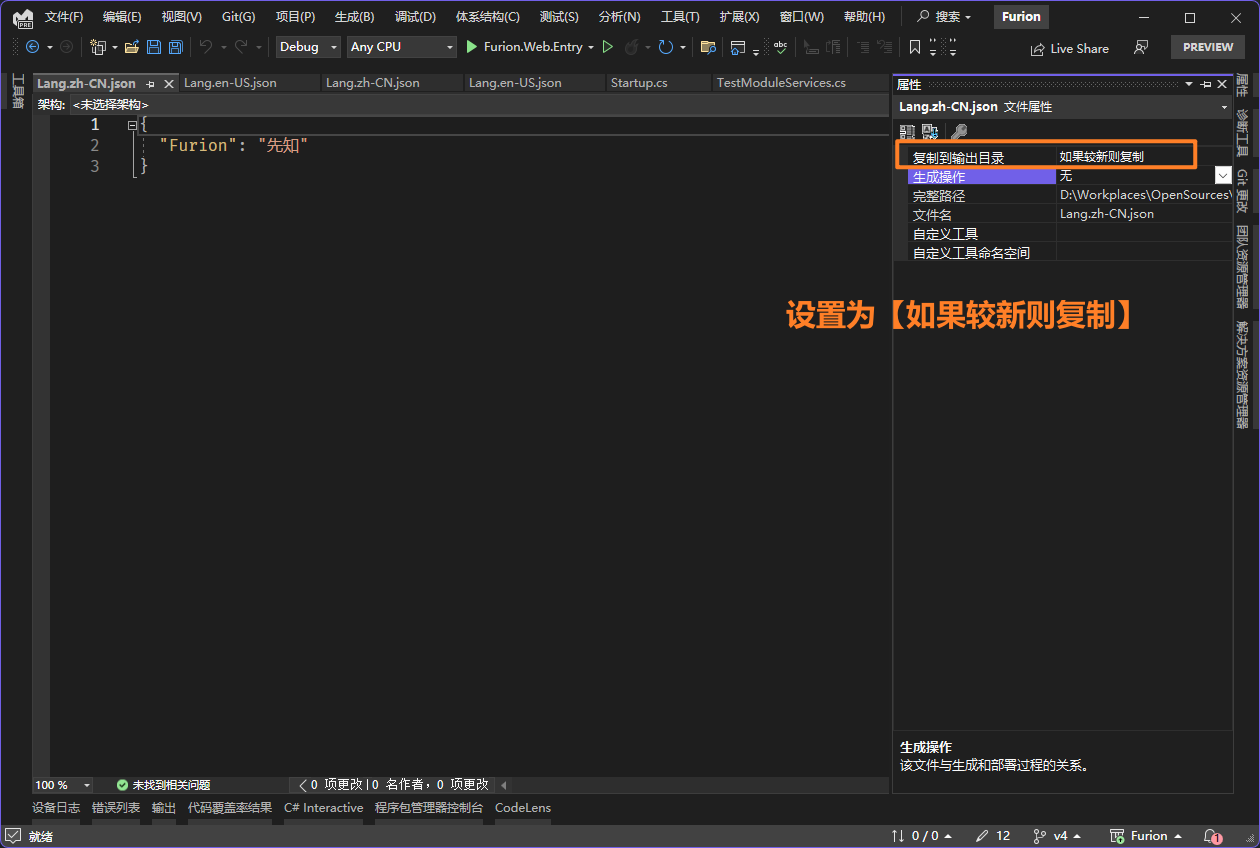 文件(F) 编辑(E) 视图(V) Git(G) 项目(P) 生成(B) 调试(D) 体系结构(C) 测试(S) 分析(N) 工具(T) 扩展(X) 窗口(W) 帮助(H) 搜索 Furion
Debug Any CPU Furion.Web.Entry abc Live Share PREVIEW
工具箱
Lang.zh-CN.json Lang.en-US.json Lang.zh-CN.json Lang.en-US.json Startup.cs TestModuleServices.cs
架构: <未选择架构>
1 {
2 "Furion": "先知"
3 }
属性
Lang.zh-CN.json 文件属性
复制到输出目录 如果较新则复制
生成操作 无
完整路径 D:\Workplaces\OpenSources\
文件名 Lang.zh-CN.json
自定义工具
自定义工具命名空间
设置为【如果较新则复制】
生成操作
该文件与生成和部署过程的关系。
属性
诊断工具
Git 更改
团队资源管理器
解决方案资源管理器
100 % 未找到相关问题 0 项更改 | 0 名作者，0 项更改
设备日志 错误列表 输出 代码覆盖率结果 C# Interactive 程序包管理器控制台 CodeLens
就绪 0 / 0 12 v4 Furion 1